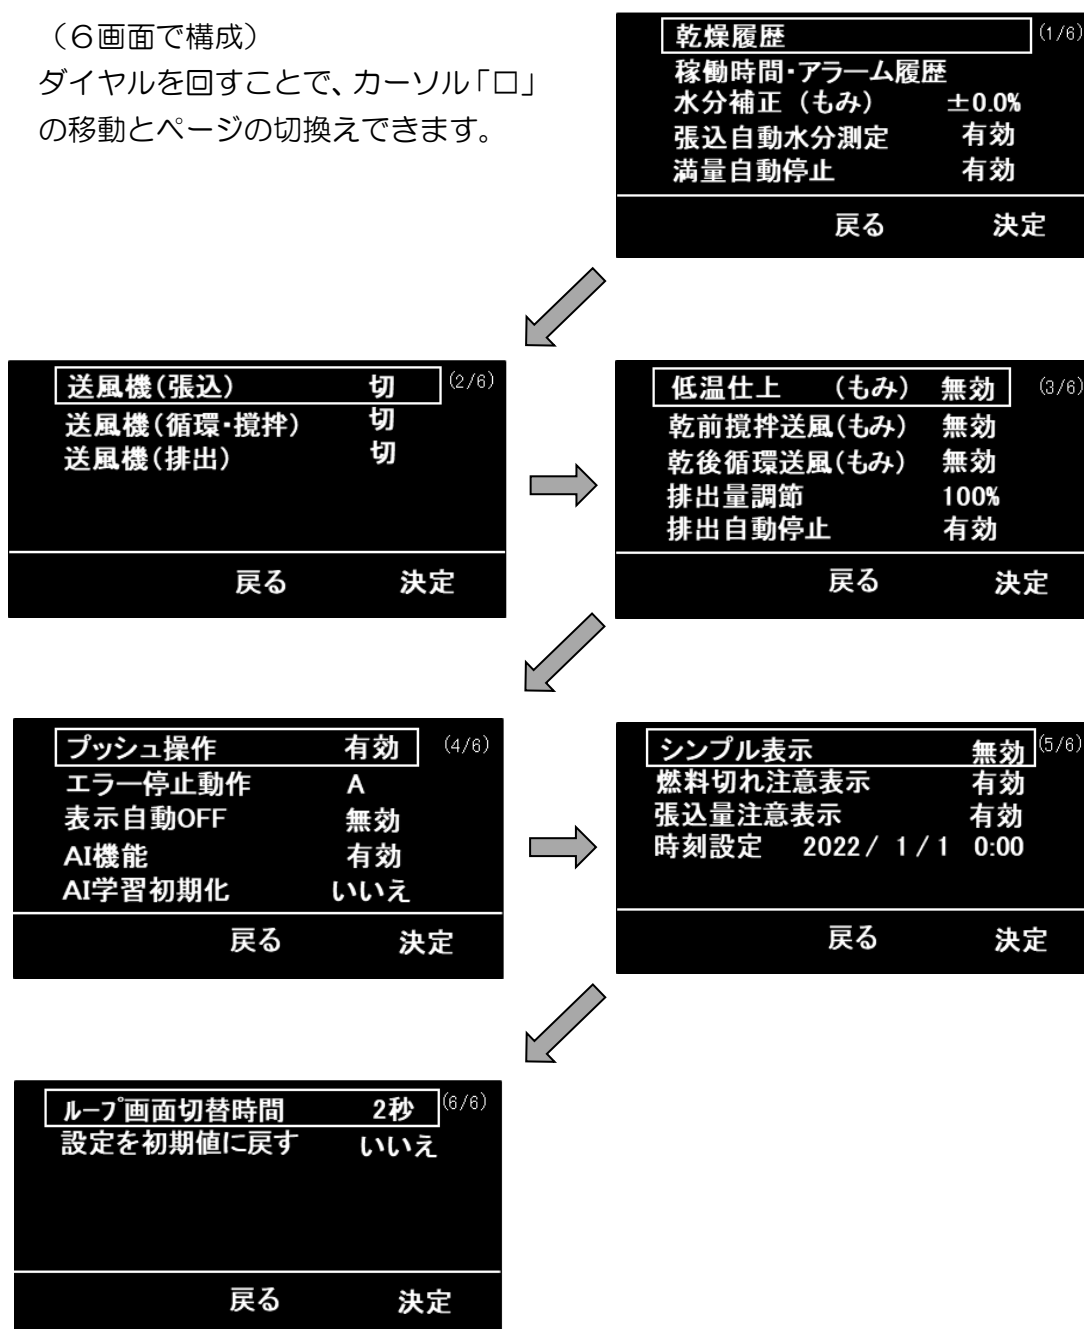 （6画面で構成）
ダイヤルを回すことで、カーソル「□」
の移動とページの切換えできます。
乾燥履歴 (1/6)
稼働時間・アラーム履歴
水分補正（もみ） ±0.0%
張込自動水分測定 有効
満量自動停止 有効
戻る 決定
送風機（張込） 切 (2/6)
送風機（循環・撹拌） 切
送風機（排出） 切
戻る 決定
低温仕上 （もみ） 無効 (3/6)
乾前撹拌送風（もみ） 無効
乾後循環送風（もみ） 無効
排出量調節 100%
排出自動停止 有効
戻る 決定
プッシュ操作 有効 (4/6)
エラー停止動作 A
表示自動OFF 無効
AI機能 有効
AI学習初期化 いいえ
戻る 決定
シンプル表示 無効 (5/6)
燃料切れ注意表示 有効
張込量注意表示 有効
時刻設定 2022/ 1/1 0:00
戻る 決定
ﾙｰﾌﾟ画面切替時間 2秒 (6/6)
設定を初期値に戻す いいえ
戻る 決定